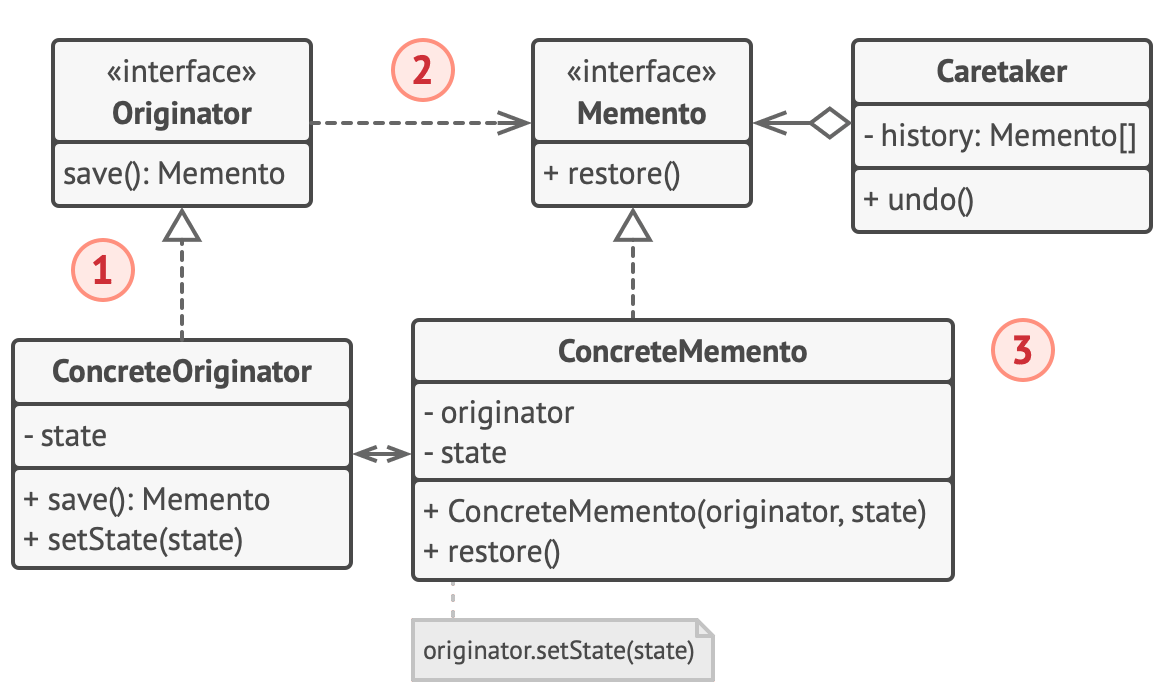 «interface»
Originator
save(): Memento
2
«interface»
Memento
+ restore()
Caretaker
- history: Memento[]
+ undo()
1
ConcreteOriginator
- state
+ save(): Memento
+ setState(state)
ConcreteMemento
- originator
- state
+ ConcreteMemento(originator, state)
+ restore()
3
originator.setState(state)